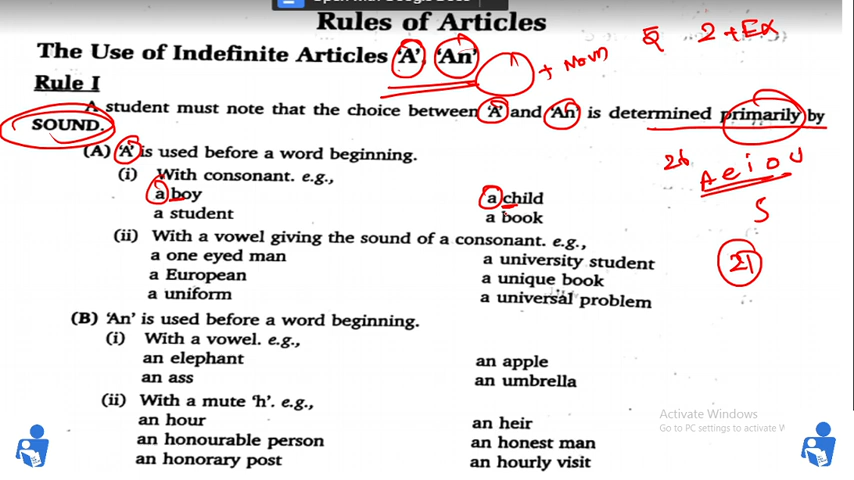 Rules of Articles
The Use of Indefinite Articles 'A', 'An'
+ Noun
2 + Ex
Rule I
A student must note that the choice between 'A' and 'An' is determined primarily by
SOUND.
(A) 'A' is used before a word beginning.
26
A e i o u
(i) With consonant. e.g.,
a boy a child
a student a book
5
(ii) With a vowel giving the sound of a consonant. e.g.,
a one eyed man a university student
21
a European a unique book
a uniform a universal problem
(B) 'An' is used before a word beginning.
(i) With a vowel. e.g.,
an elephant an apple
an ass an umbrella
(ii) With a mute 'h'. e.g.,
an hour an heir
an honourable person an honest man
an honorary post an hourly visit
Activate Windows
Go to PC settings to activate W